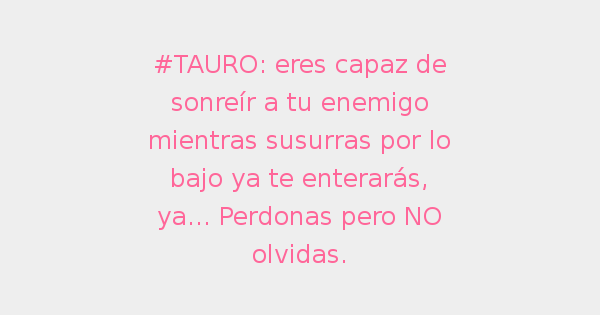 #TAURO: eres capaz de
sonreír a tu enemigo
mientras susurras por lo
bajo ya te enterarás,
ya... Perdonas pero NO
olvidas.